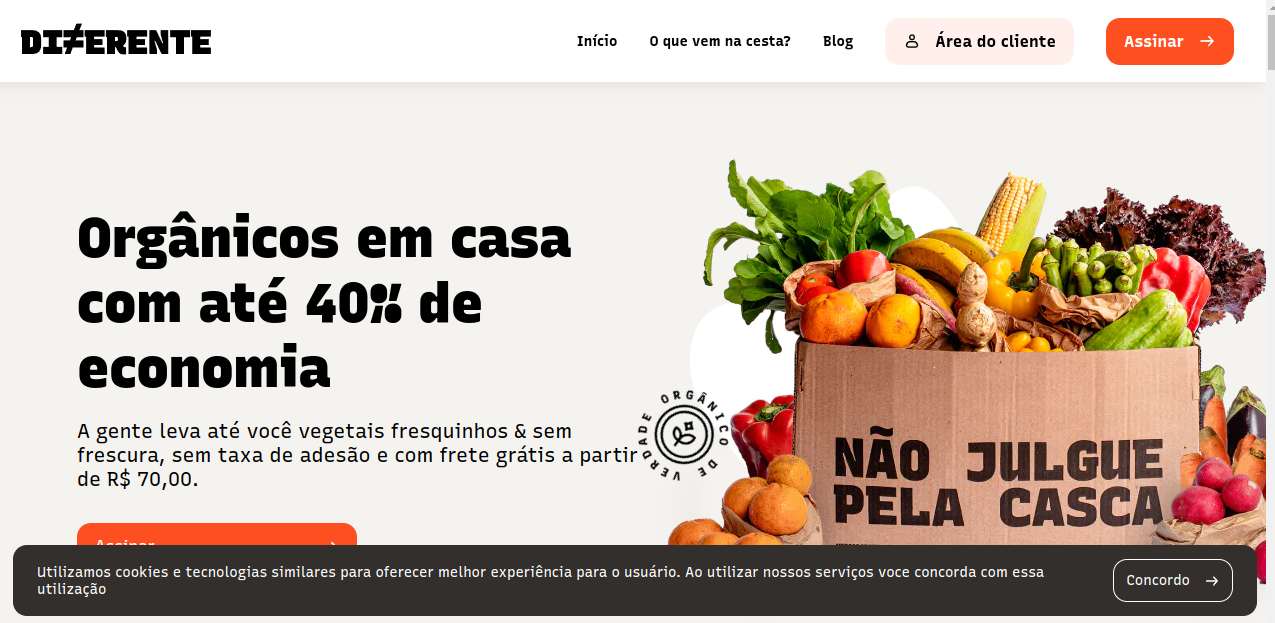 DIFERENTE
Início
O que vem na cesta?
Blog
Área do cliente
Assinar
Orgânicos em casa
com até 40% de
economia
A gente leva até você vegetais fresquinhos & sem
frescura, sem taxa de adesão e com frete grátis a partir
de R$ 70,00.
ORGÂNICO DE VERDADE
NÃO JULGUE
PELA CASCA
Assinar
Utilizamos cookies e tecnologias similares para oferecer melhor experiência para o usuário. Ao utilizar nossos serviços voce concorda com essa
utilização
Concordo